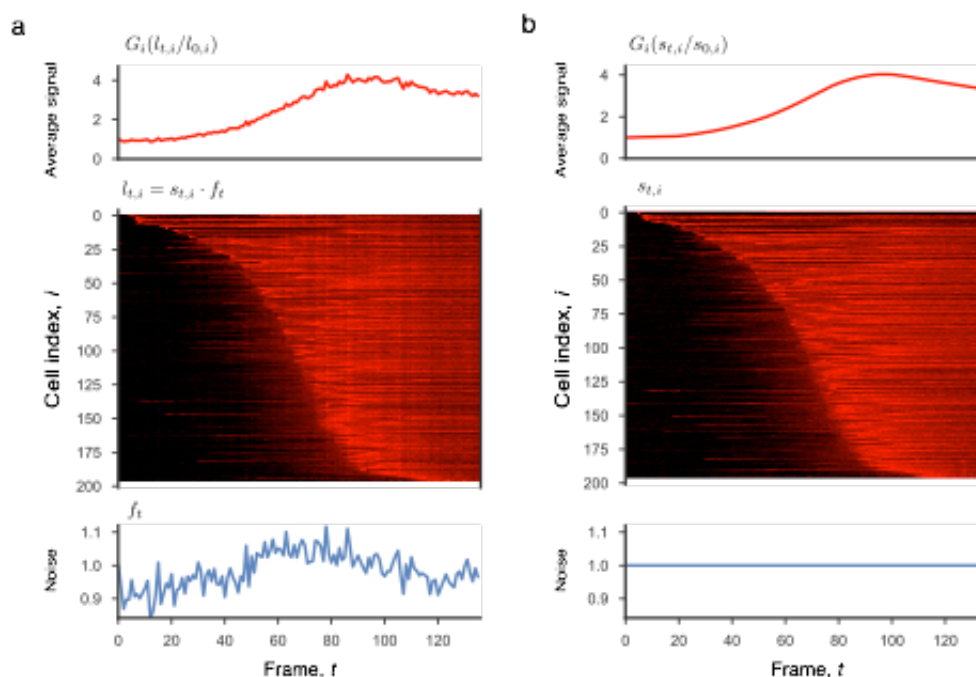 a
G_i(l_{t,i}/l_{0,i})
Average signal
4
2
0
l_{t,i} = s_{t,i} · f_t
Cell index, i
0
25
50
75
100
125
150
175
200
f_t
Noise
1.1
1.0
0.9
0 20 40 60 80 100 120
Frame, t
b
G_i(s_{t,i}/s_{0,i})
Average signal
4
2
0
s_{t,i}
Cell index, i
0
25
50
75
100
125
150
175
200
Noise
1.1
1.0
0.9
0 20 40 60 80 100 120
Frame, t